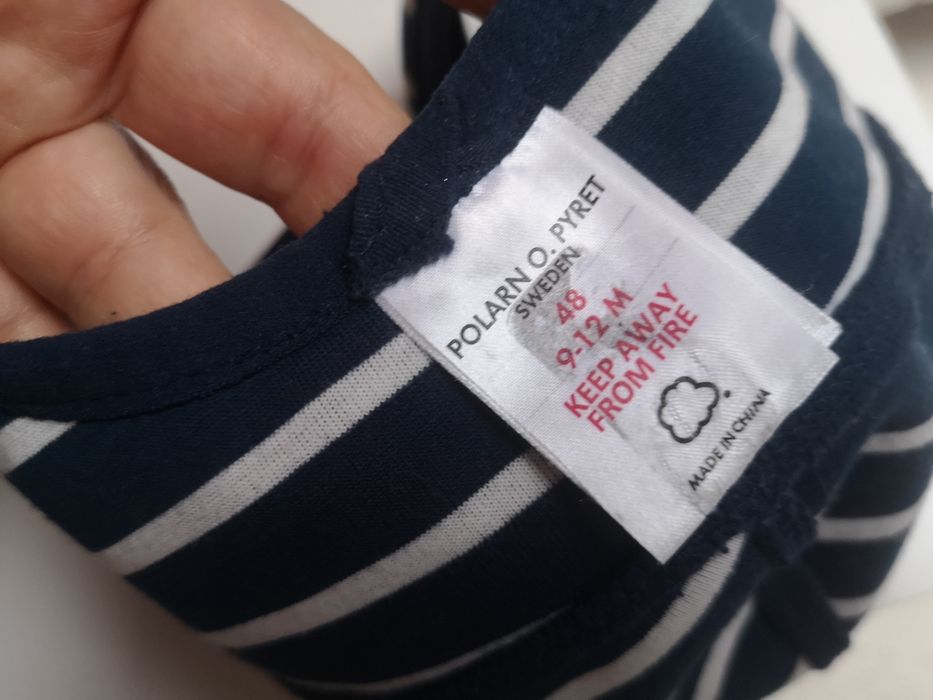 POLARN O. PYRET
SWEDEN
48
9-12 M
KEEP AWAY
FROM FIRE
MADE IN CHINA